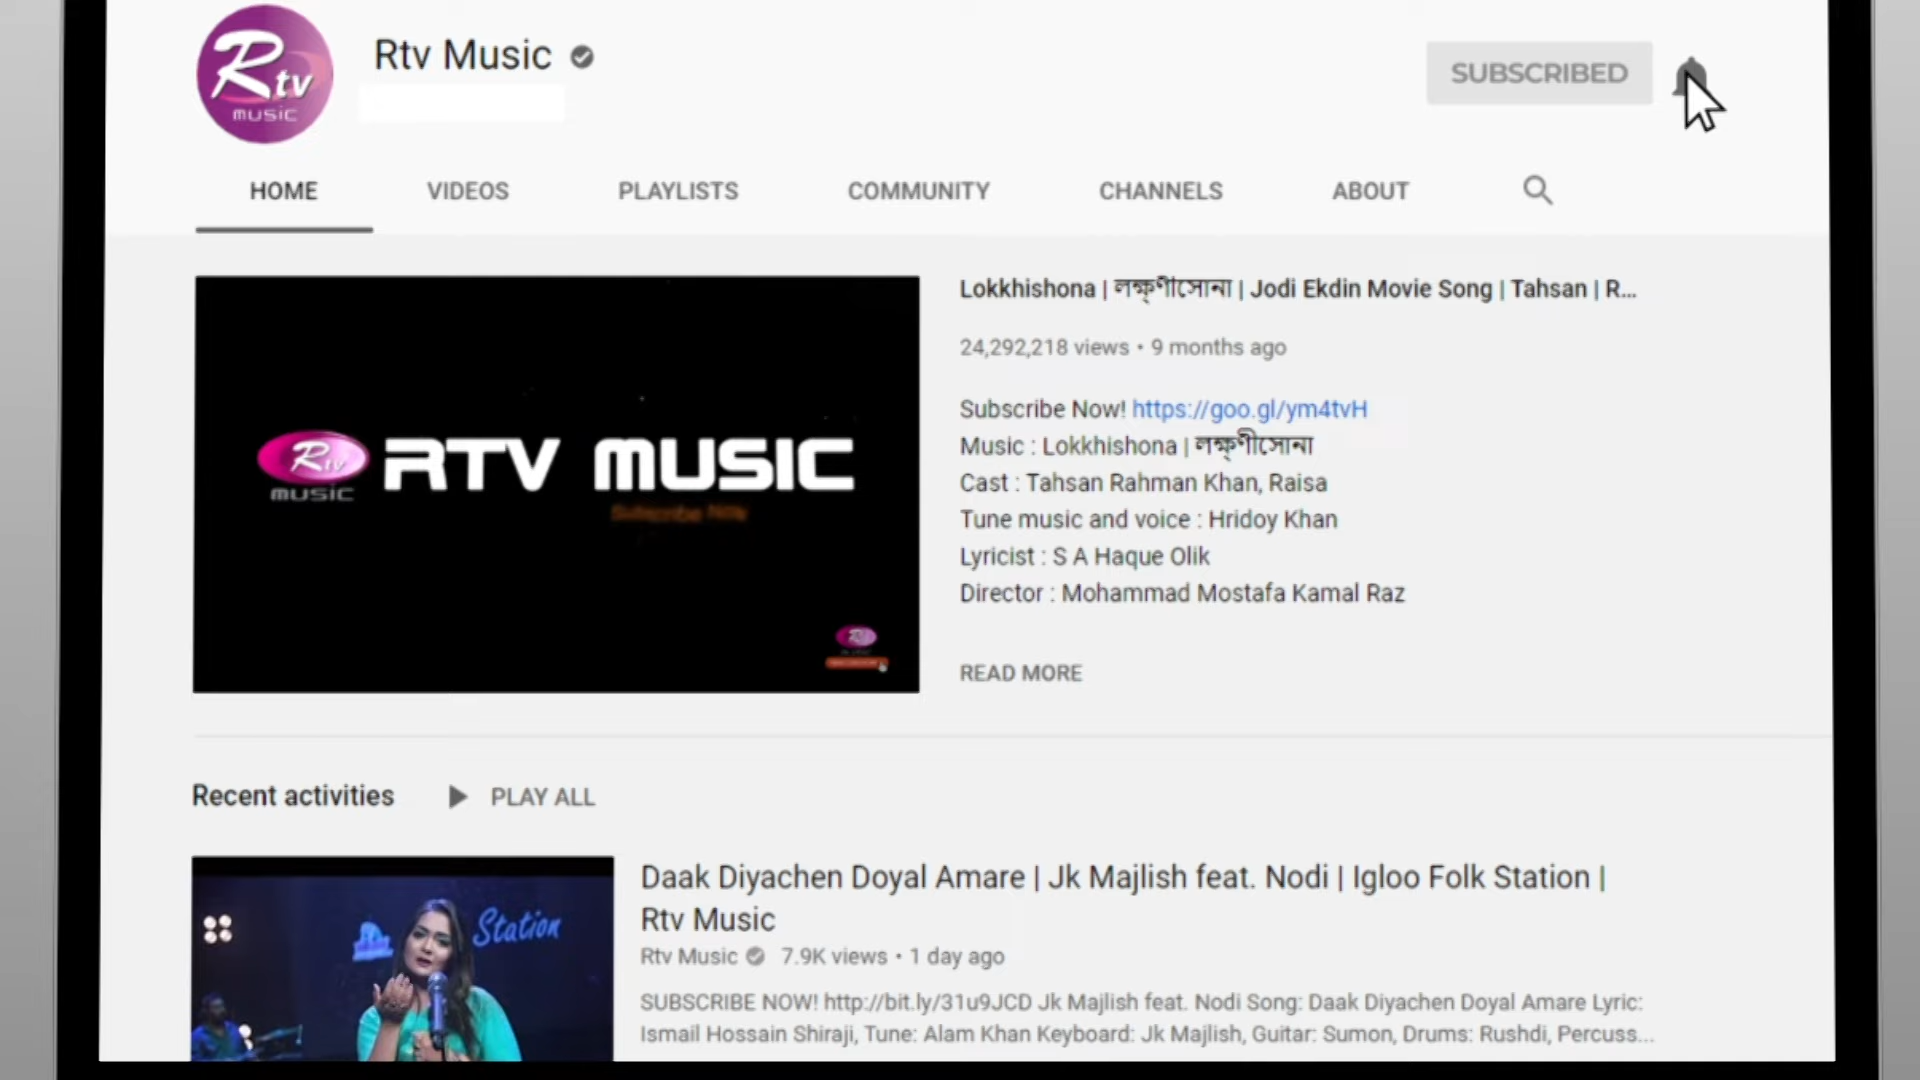 Rtv
MUSIC
Rtv Music
SUBSCRIBED
HOME
VIDEOS
PLAYLISTS
COMMUNITY
CHANNELS
ABOUT
Rtv
MUSIC
RTV MUSIC
Subscribe Now
Lokkhishona | লক্ষ্ণীসোনা | Jodi Ekdin Movie Song | Tahsan | R...
24,292,218 views • 9 months ago
Subscribe Now! https://goo.gl/ym4tvH
Music : Lokkhishona | লক্ষ্ণীসোনা
Cast : Tahsan Rahman Khan, Raisa
Tune music and voice : Hridoy Khan
Lyricist : S A Haque Olik
Director : Mohammad Mostafa Kamal Raz
READ MORE
Recent activities
PLAY ALL
Station
Daak Diyachen Doyal Amare | Jk Majlish feat. Nodi | Igloo Folk Station |
Rtv Music
Rtv Music 7.9K views • 1 day ago
SUBSCRIBE NOW! http://bit.ly/31u9JCD Jk Majlish feat. Nodi Song: Daak Diyachen Doyal Amare Lyric:
Ismail Hossain Shiraji, Tune: Alam Khan Keyboard: Jk Majlish, Guitar: Sumon, Drums: Rushdi, Percuss...